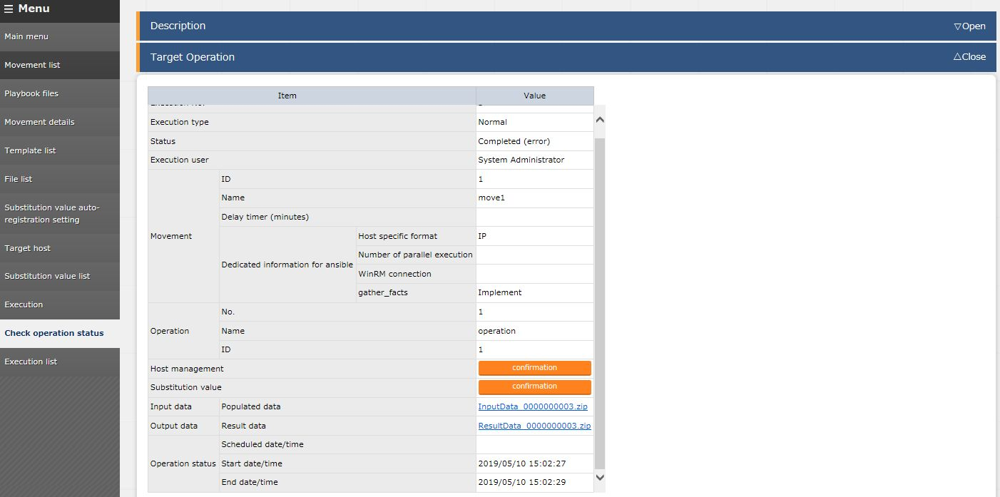 ☰ Menu
Main menu
Movement list
Playbook files
Movement details
Template list
File list
Substitution value auto-
registration setting
Target host
Substitution value list
Execution
Check operation status
Execution list
Description ▽Open
Target Operation △Close
Item Value
Execution type Normal
Status Completed (error)
Execution user System Administrator
Movement
ID 1
Name move1
Delay timer (minutes)
Dedicated information for ansible
Host specific format IP
Number of parallel execution
WinRM connection
gather_facts Implement
Operation
No. 1
Name operation
ID 1
Host management confirmation
Substitution value confirmation
Input data Populated data InputData_0000000003.zip
Output data Result data ResultData_0000000003.zip
Operation status
Scheduled date/time
Start date/time 2019/05/10 15:02:27
End date/time 2019/05/10 15:02:29